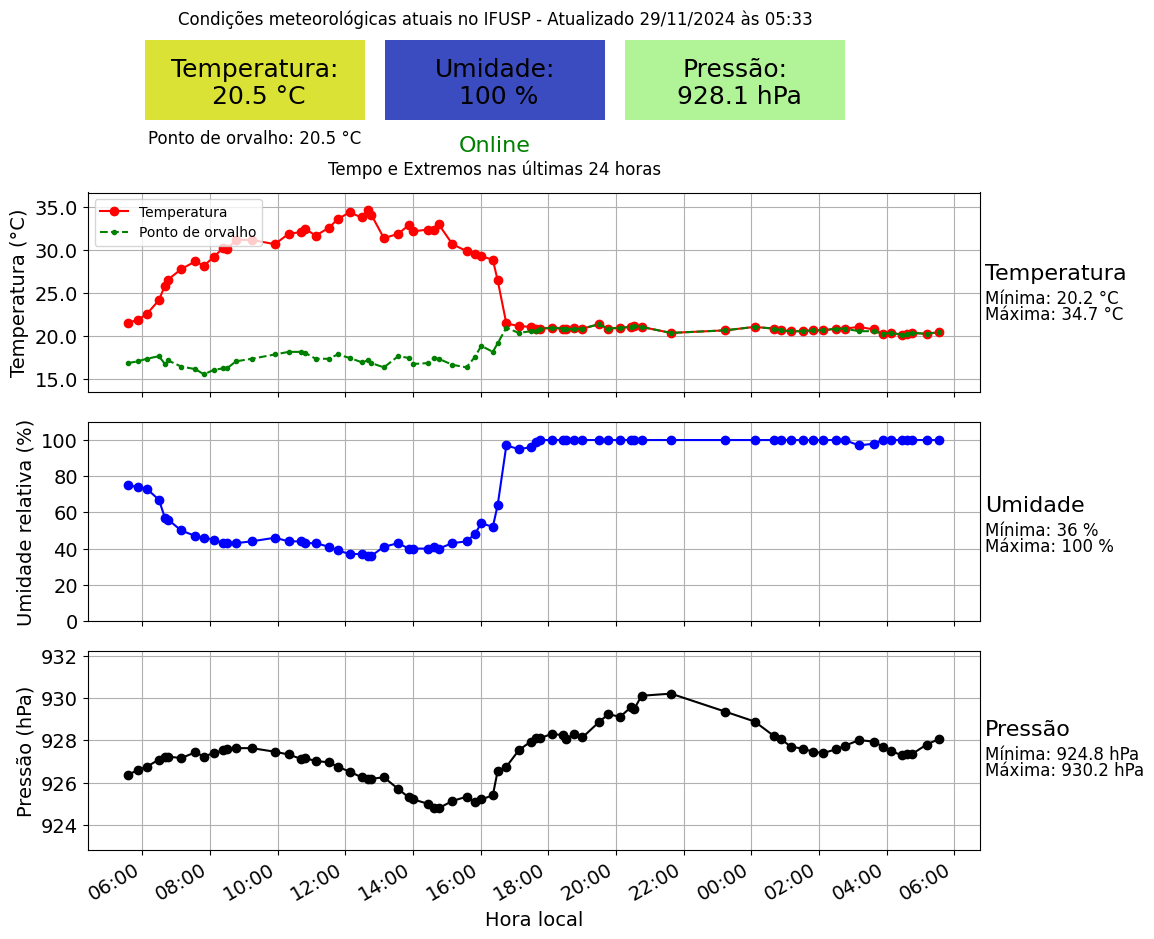 Condições meteorológicas atuais no IFUSP - Atualizado 29/11/2024 às 05:33
Temperatura:
20.5 °C
Umidade:
100 %
Pressão:
928.1 hPa
Ponto de orvalho: 20.5 °C
Online
Tempo e Extremos nas últimas 24 horas
Temperatura (°C)
35.0
30.0
25.0
20.0
15.0
Temperatura
Ponto de orvalho
Temperatura
Mínima: 20.2 °C
Máxima: 34.7 °C
Umidade relativa (%)
100
80
60
40
20
0
Umidade
Mínima: 36 %
Máxima: 100 %
Pressão (hPa)
932
930
928
926
924
Pressão
Mínima: 924.8 hPa
Máxima: 930.2 hPa
06:00 08:00 10:00 12:00 14:00 16:00 18:00 20:00 22:00 00:00 02:00 04:00 06:00
Hora local